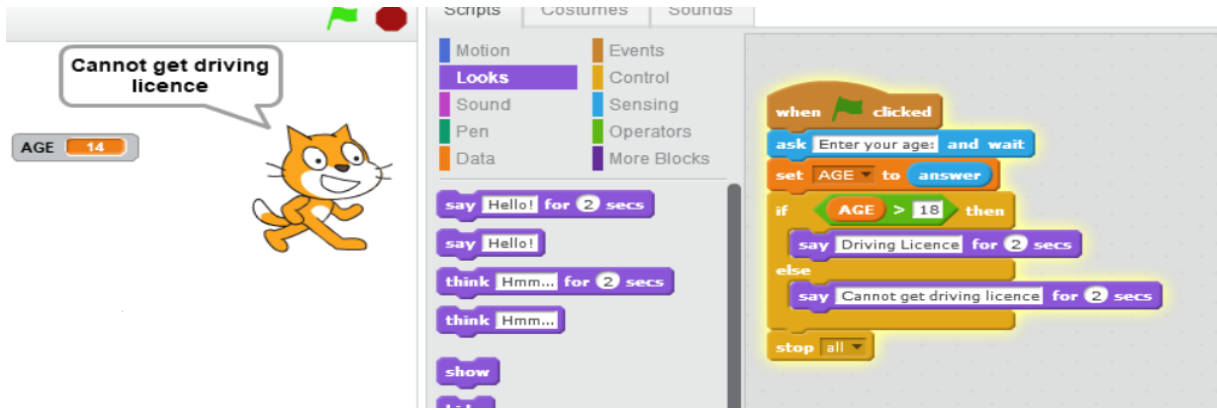 Cannot get driving
licence
AGE 14
Scripts Costumes Sounds
Motion Events
Looks Control
Sound Sensing
Pen Operators
Data More Blocks
say Hello! for 2 secs
say Hello!
think Hmm... for 2 secs
think Hmm...
show
when clicked
ask Enter your age: and wait
set AGE to answer
if AGE > 18 then
say Driving Licence for 2 secs
else
say Cannot get driving licence for 2 secs
stop all